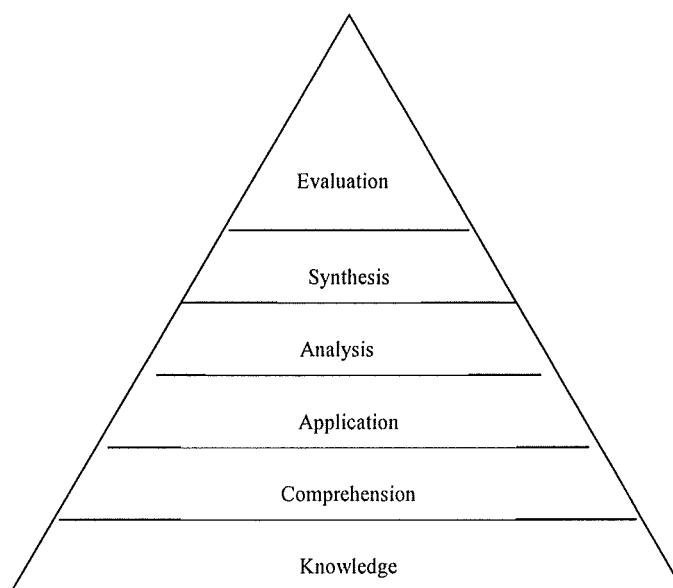 Evaluation
Synthesis
Analysis
Application
Comprehension
Knowledge